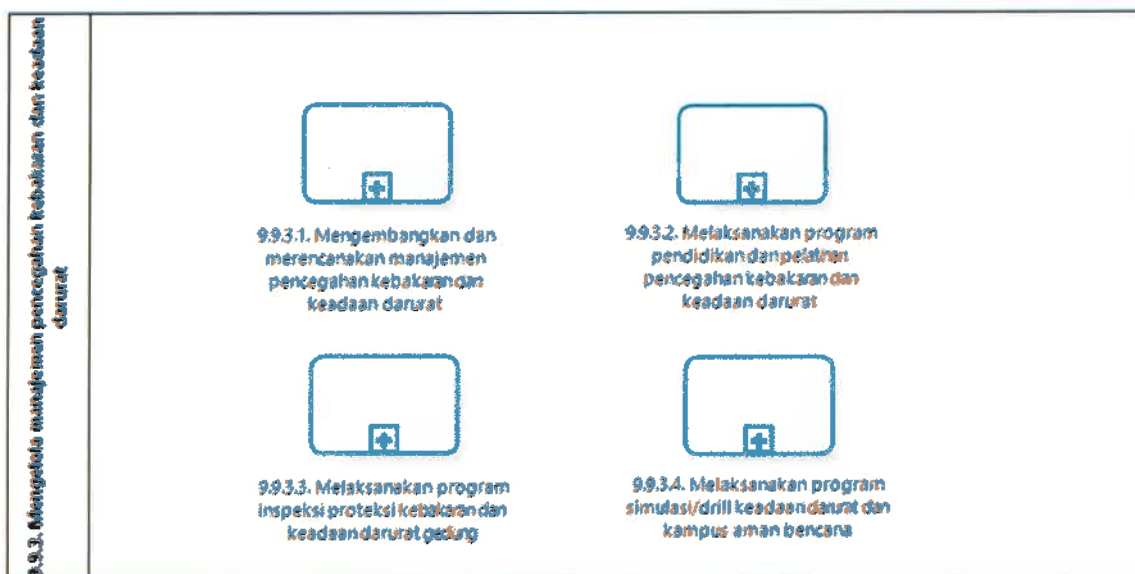 9.9.3. Mengelola manajemen pencegahan kebakaran dan keadaan
darurat
9.9.3.1. Mengembangkan dan
merencanakan manajemen
pencegahan kebakaran dan
keadaan darurat
9.9.3.2. Melaksanakan program
pendidikan dan pelatihan
pencegahan kebakaran dan
keadaan darurat
9.9.3.3. Melaksanakan program
inspeksi proteksi kebakaran dan
keadaan darurat gedung
9.9.3.4. Melaksanakan program
simulasi/drill keadaan darurat dan
kampus aman bencana